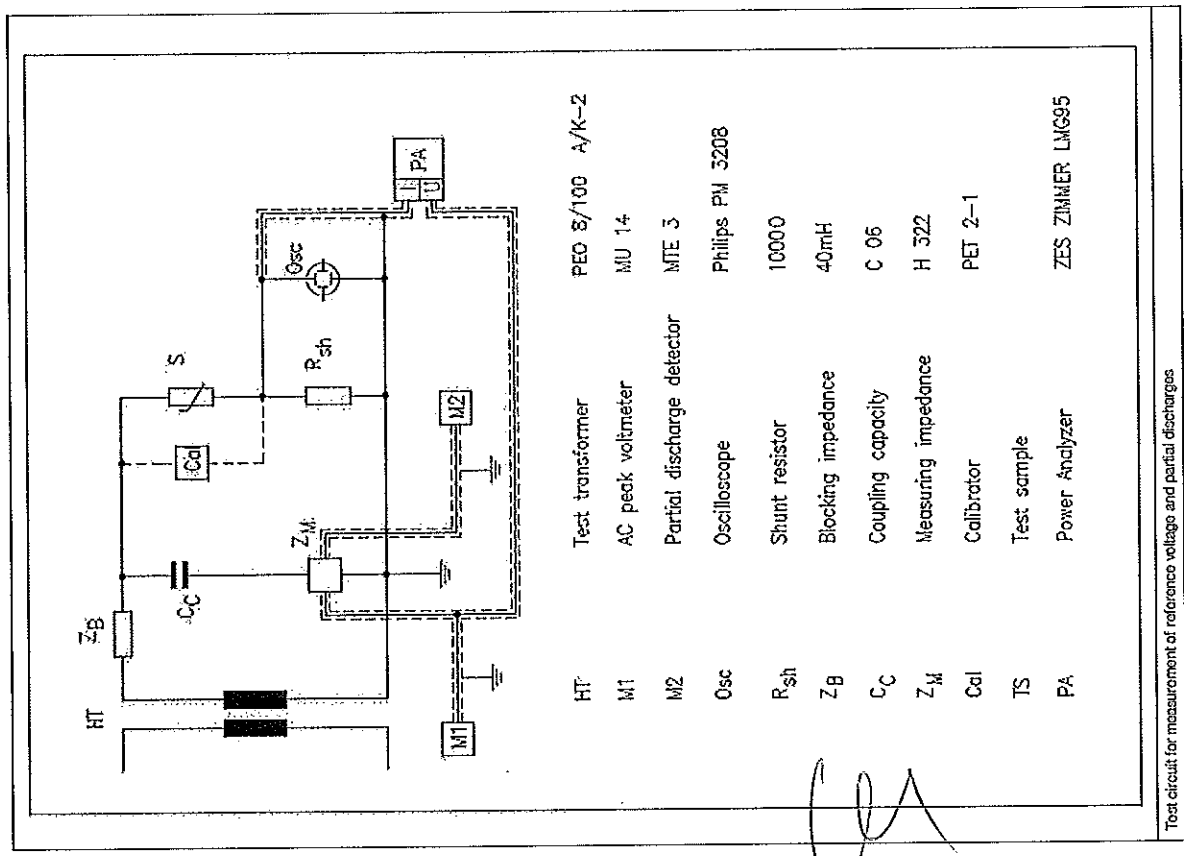 HT
Z_B
C_C
Z_M
Cal
S
R_sh
Osc
I
U
PA
M1
M2
HT Test transformer PEO 8/100 A/K-2
M1 AC peak voltmeter MU 14
M2 Partial discharge detector MTE 3
Osc Oscilloscope Philips PM 3208
R_sh Shunt resistor 10000
Z_B Blocking impedance 40mH
C_C Coupling capacity C 06
Z_M Measuring impedance H 322
Cal Calibrator PET 2-1
TS Test sample
PA Power Analyzer ZES ZIMMER LMG95
Test circuit for measurement of reference voltage and partial discharges